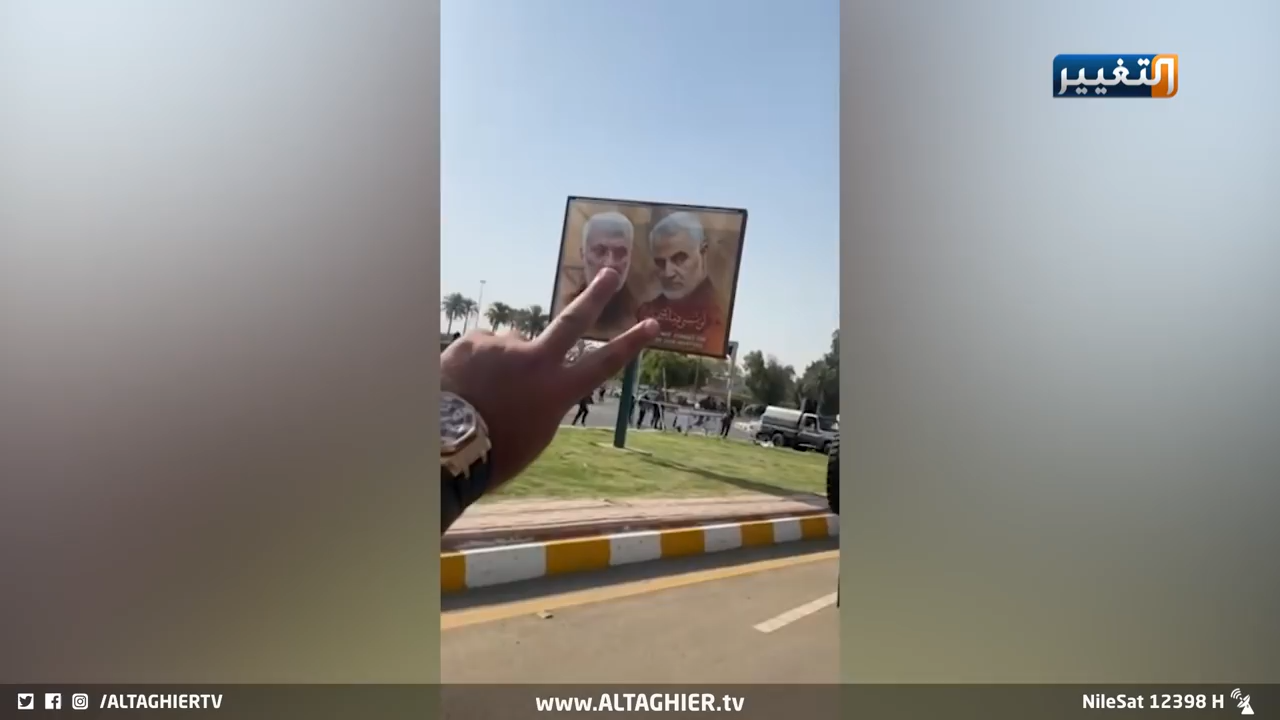 التغيير
/ALTAGHIERTV
www.ALTAGHIER.tv
NileSat 12398 H